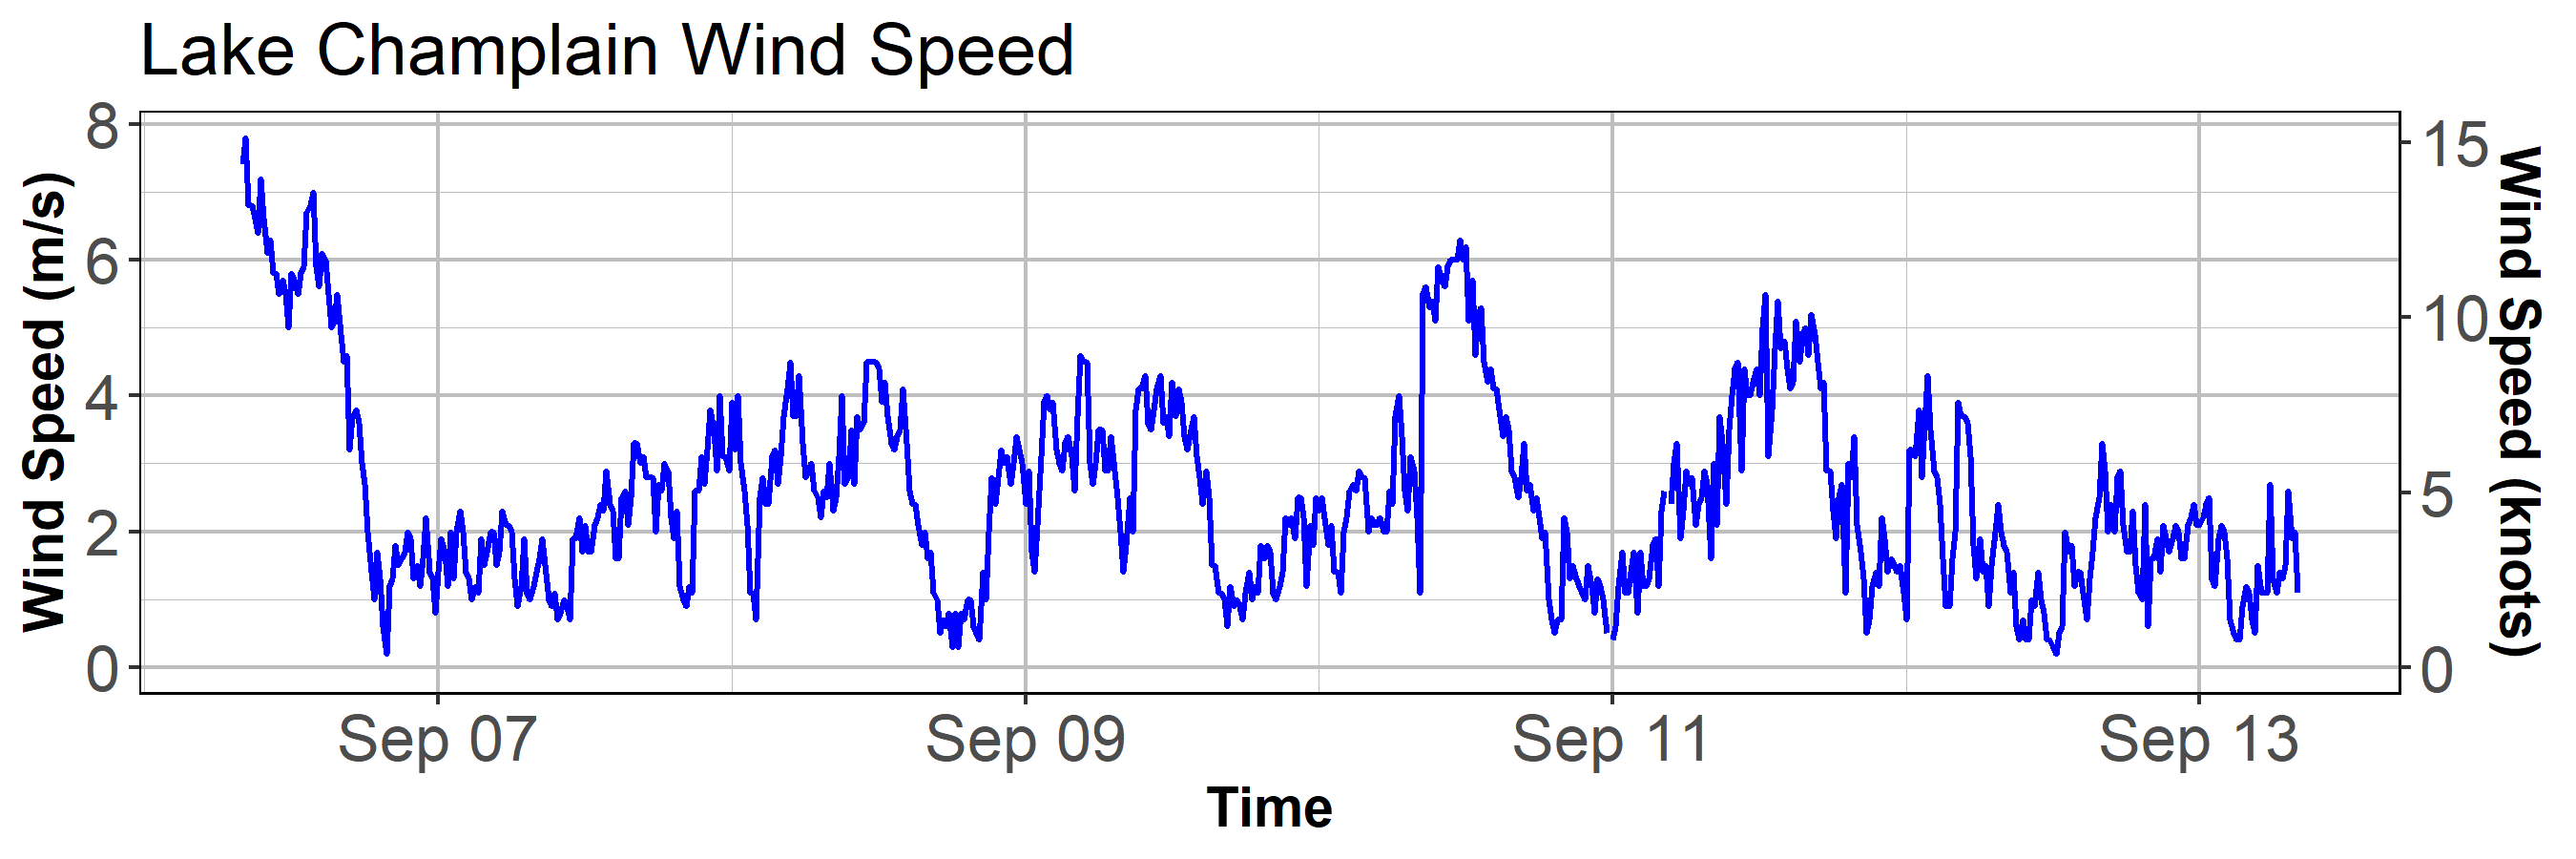 Lake Champlain Wind Speed
Wind Speed (m/s)
8
6
4
2
0
15
10
5
0
Wind Speed (knots)
Sep 07
Sep 09
Sep 11
Sep 13
Time